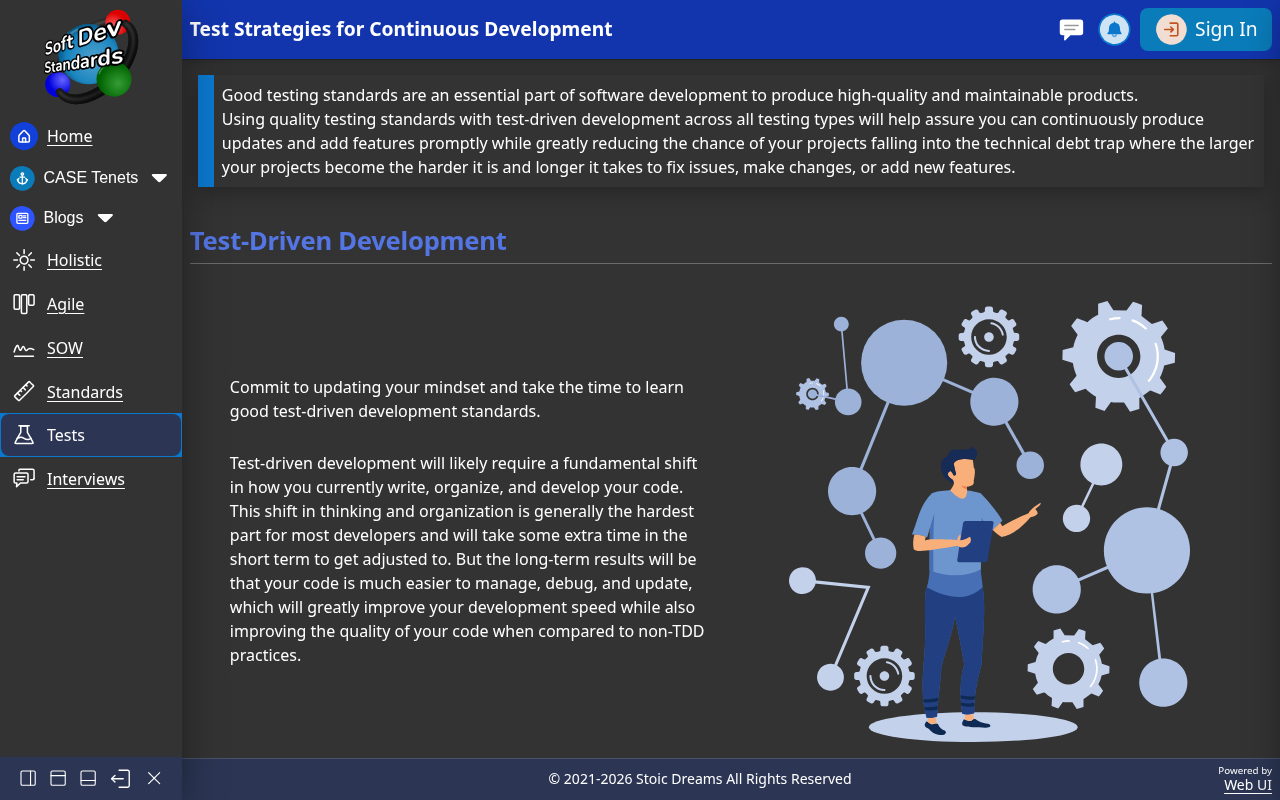 Soft Dev
Standards
Home
CASE Tenets
Blogs
Holistic
Agile
SOW
Standards
Tests
Interviews
Test Strategies for Continuous Development
Sign In
Good testing standards are an essential part of software development to produce high-quality and maintainable products.
Using quality testing standards with test-driven development across all testing types will help assure you can continuously produce
updates and add features promptly while greatly reducing the chance of your projects falling into the technical debt trap where the larger
your projects become the harder it is and longer it takes to fix issues, make changes, or add new features.
Test-Driven Development
Commit to updating your mindset and take the time to learn
good test-driven development standards.
Test-driven development will likely require a fundamental shift
in how you currently write, organize, and develop your code.
This shift in thinking and organization is generally the hardest
part for most developers and will take some extra time in the
short term to get adjusted to. But the long-term results will be
that your code is much easier to manage, debug, and update,
which will greatly improve your development speed while also
improving the quality of your code when compared to non-TDD
practices.
© 2021-2026 Stoic Dreams All Rights Reserved
Powered by
Web UI